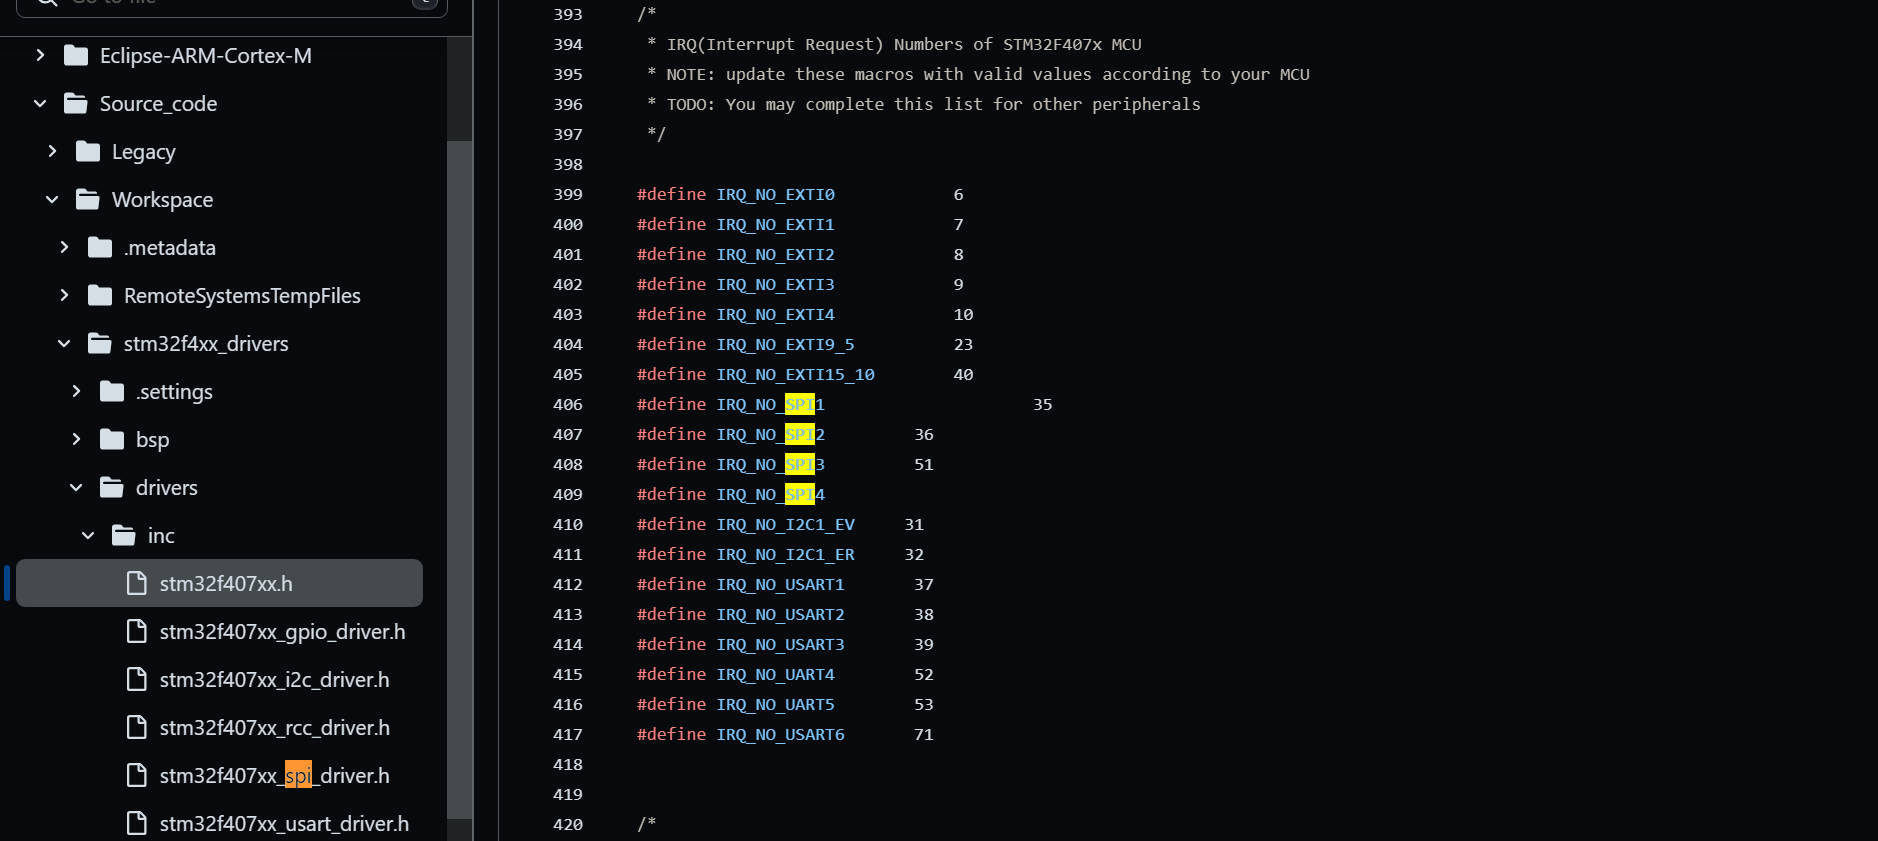 Go to file
Eclipse-ARM-Cortex-M
Source_code
Legacy
Workspace
.metadata
RemoteSystemsTempFiles
stm32f4xx_drivers
.settings
bsp
drivers
inc
stm32f407xx.h
stm32f407xx_gpio_driver.h
stm32f407xx_i2c_driver.h
stm32f407xx_rcc_driver.h
stm32f407xx_spi_driver.h
stm32f407xx_usart_driver.h
393 /*
394 * IRQ(Interrupt Request) Numbers of STM32F407x MCU
395 * NOTE: update these macros with valid values according to your MCU
396 * TODO: You may complete this list for other peripherals
397 */
398
399 #define IRQ_NO_EXTI0 6
400 #define IRQ_NO_EXTI1 7
401 #define IRQ_NO_EXTI2 8
402 #define IRQ_NO_EXTI3 9
403 #define IRQ_NO_EXTI4 10
404 #define IRQ_NO_EXTI9_5 23
405 #define IRQ_NO_EXTI15_10 40
406 #define IRQ_NO_SPI1 35
407 #define IRQ_NO_SPI2 36
408 #define IRQ_NO_SPI3 51
409 #define IRQ_NO_SPI4
410 #define IRQ_NO_I2C1_EV 31
411 #define IRQ_NO_I2C1_ER 32
412 #define IRQ_NO_USART1 37
413 #define IRQ_NO_USART2 38
414 #define IRQ_NO_USART3 39
415 #define IRQ_NO_UART4 52
416 #define IRQ_NO_UART5 53
417 #define IRQ_NO_USART6 71
418
419
420 /*